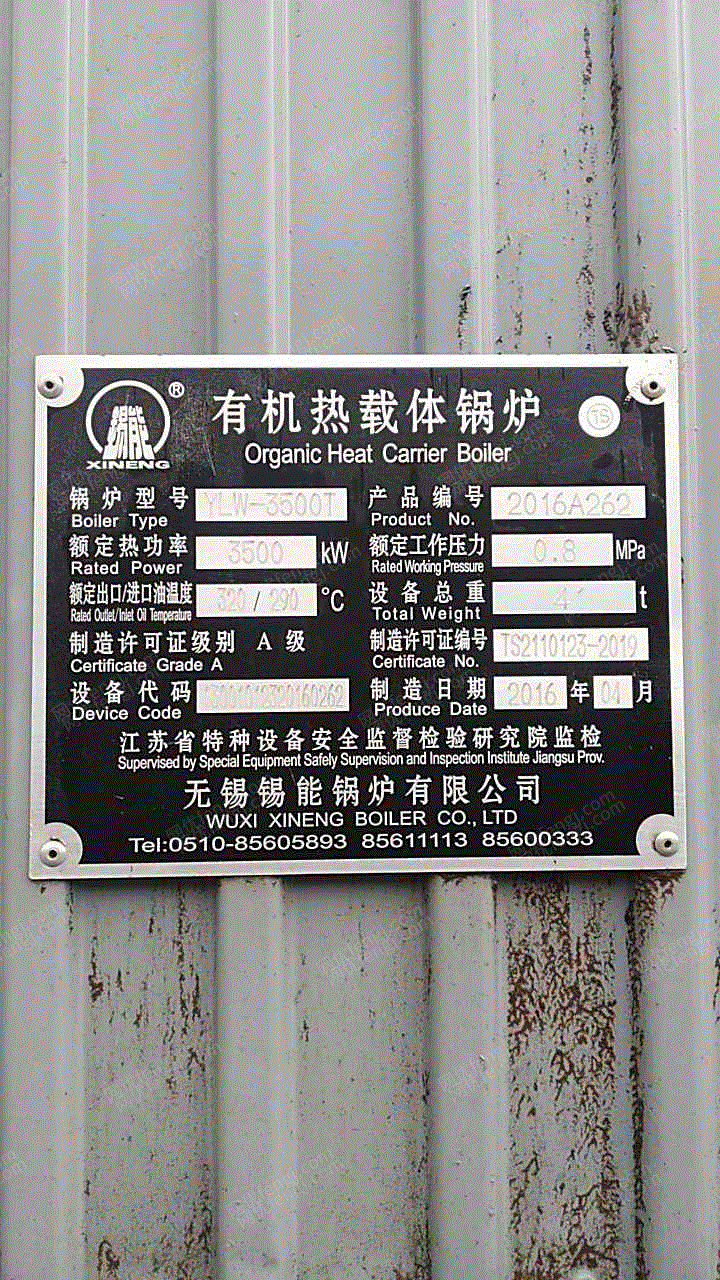 锡能
XINENG
®
有机热载体锅炉
TS
Organic Heat Carrier Boiler
锅炉型号 YLW-3500T 产品编号 2016A262
Boiler Type Product No.
额定热功率 3500 kW 额定工作压力 0.8 MPa
Rated Power Rated Working Pressure
额定出口/进口油温度 320 / 290 °C 设备总重 41 t
Rated Outlet/Inlet Oil Temperature Total Weight
制造许可证级别 A 级 制造许可证编号 TS2110123-2019
Certificate Grade A Certificate No.
设备代码 制造日期 2016 年 04 月
Device Code Produce Date
江苏省特种设备安全监督检验研究院监检
Supervised by Special Equipment Safely Supervision and Inspection Institute Jiangsu Prov.
无锡锡能锅炉有限公司
WUXI XINENG BOILER CO., LTD
Tel:0510-85605893 85611113 85600333